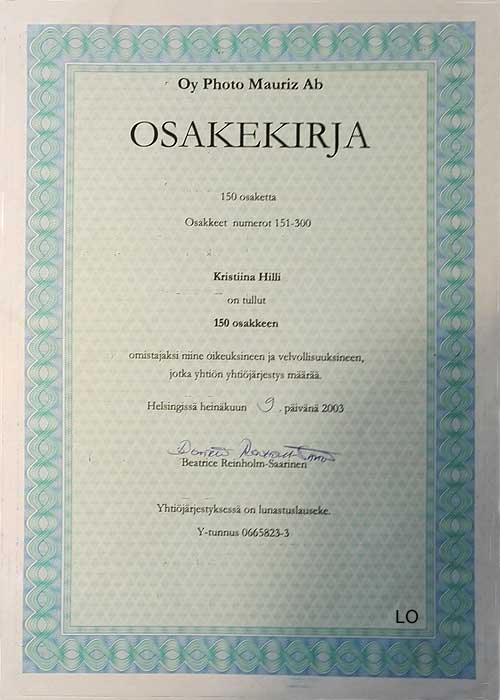 Oy Photo Mauriz Ab
OSAKEKIRJA
150 osaketta
Osakkeet numerot 151-300
Kristiina Hilli
on tullut
150 osakkeen
omistajaksi niine oikeuksineen ja velvollisuuksineen,
jotka yhtiön yhtiöjärjestys määrää.
Helsingissä heinäkuun 9 . päivänä 2003
Beatrice Reinholm-Saarinen
Yhtiöjärjestyksessä on lunastuslauseke.
Y-tunnus 0665823-3
LO